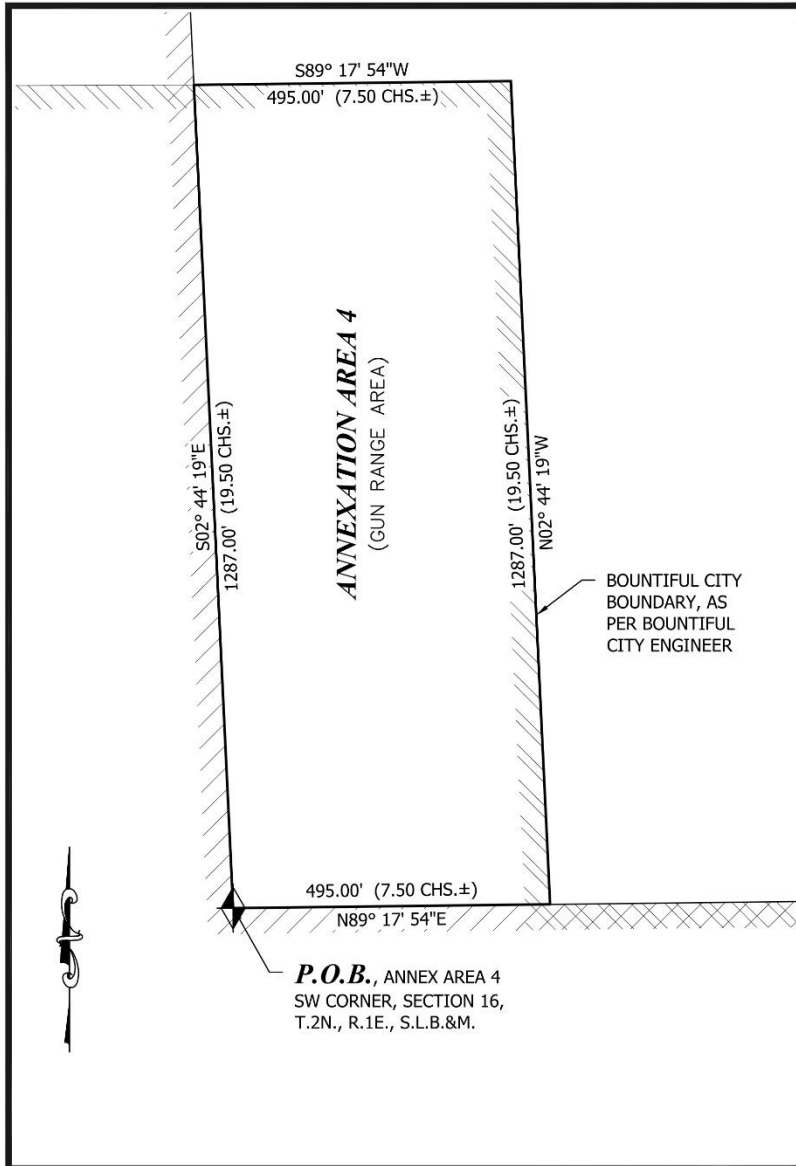 S89° 17' 54"W
495.00' (7.50 CHS.±)
ANNEXATION AREA 4
(GUN RANGE AREA)
S02° 44' 19"E
1287.00' (19.50 CHS.±)
1287.00' (19.50 CHS.±)
N02° 44' 19"W
BOUNTIFUL CITY
BOUNDARY, AS
PER BOUNTIFUL
CITY ENGINEER
495.00' (7.50 CHS.±)
N89° 17' 54"E
P.O.B., ANNEX AREA 4
SW CORNER, SECTION 16,
T.2N., R.1E., S.L.B.&M.